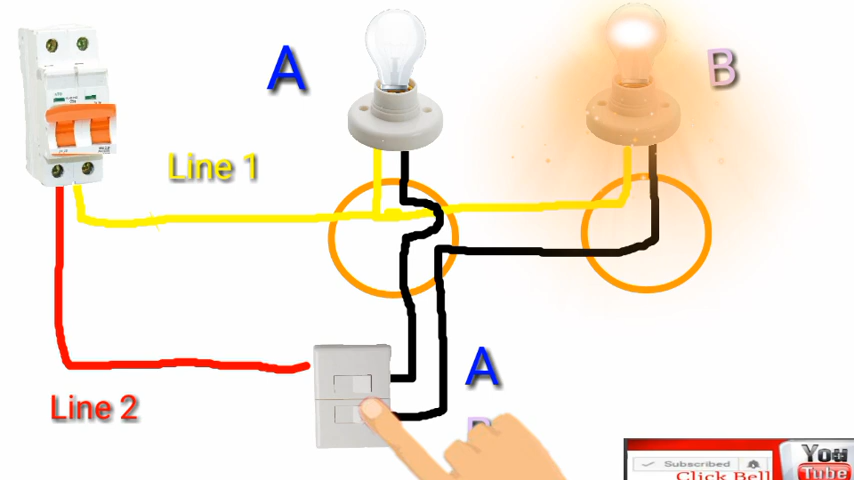 A
B
Line 1
A
B
Line 2
Subscribed
Click Bell
You
Tube